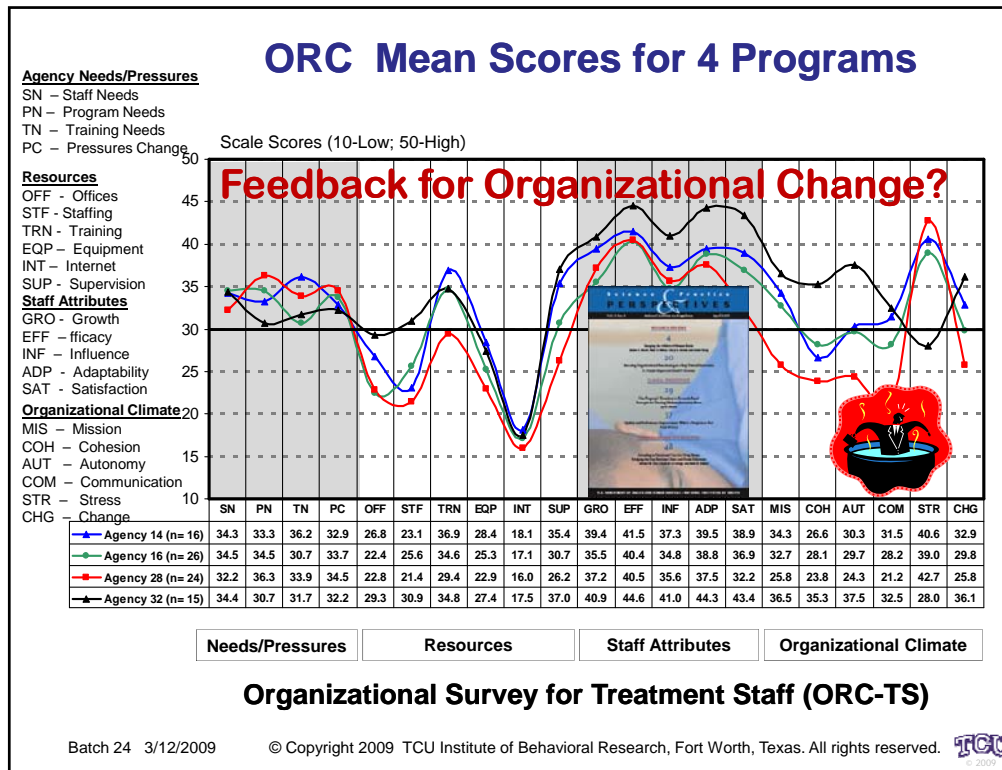 ORC Mean Scores for 4 Programs
Agency Needs/Pressures
SN – Staff Needs
PN – Program Needs
TN – Training Needs
PC – Pressures Change
Resources
OFF - Offices
STF - Staffing
TRN - Training
EQP – Equipment
INT – Internet
SUP - Supervision
Staff Attributes
GRO - Growth
EFF – fficacy
INF - Influence
ADP - Adaptability
SAT - Satisfaction
Organizational Climate
MIS – Mission
COH – Cohesion
AUT – Autonomy
COM – Communication
STR – Stress
CHG – Change
Scale Scores (10-Low; 50-High)
Feedback for Organizational Change?
50
45
40
35
30
25
20
15
10
Science & Practice
PERSPECTIVES
4
20
29
37
48
SN PN TN PC OFF STF TRN EQP INT SUP GRO EFF INF ADP SAT MIS COH AUT COM STR CHG
Agency 14 (n= 16) 34.3 33.3 36.2 32.9 26.8 23.1 36.9 28.4 18.1 35.4 39.4 41.5 37.3 39.5 38.9 34.3 26.6 30.3 31.5 40.6 32.9
Agency 16 (n= 26) 34.5 34.5 30.7 33.7 22.4 25.6 34.6 25.3 17.1 30.7 35.5 40.4 34.8 38.8 36.9 32.7 28.1 29.7 28.2 39.0 29.8
Agency 28 (n= 24) 32.2 36.3 33.9 34.5 22.8 21.4 29.4 22.9 16.0 26.2 37.2 40.5 35.6 37.5 32.2 25.8 23.8 24.3 21.2 42.7 25.8
Agency 32 (n= 15) 34.4 30.7 31.7 32.2 29.3 30.9 34.8 27.4 17.5 37.0 40.9 44.6 41.0 44.3 43.4 36.5 35.3 37.5 32.5 28.0 36.1
Needs/Pressures Resources Staff Attributes Organizational Climate
Organizational Survey for Treatment Staff (ORC-TS)
Batch 24 3/12/2009 © Copyright 2009 TCU Institute of Behavioral Research, Fort Worth, Texas. All rights reserved. TCU
© 2009